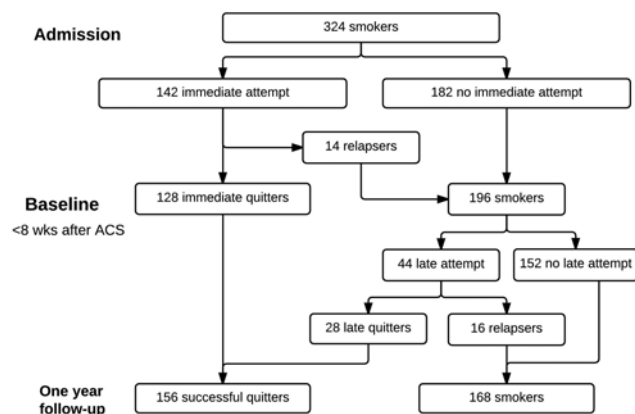 Admission
324 smokers
142 immediate attempt
182 no immediate attempt
14 relapsers
128 immediate quitters
196 smokers
Baseline
<8 wks after ACS
44 late attempt
152 no late attempt
28 late quitters
16 relapsers
One year
follow-up
156 successful quitters
168 smokers